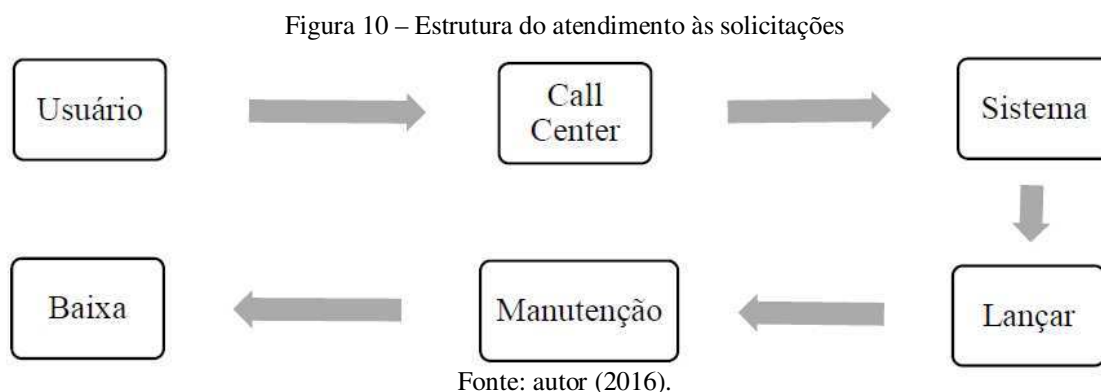 Figura 10 – Estrutura do atendimento às solicitações
Usuário
Call
Center
Sistema
Baixa
Manutenção
Lançar
Fonte: autor (2016).